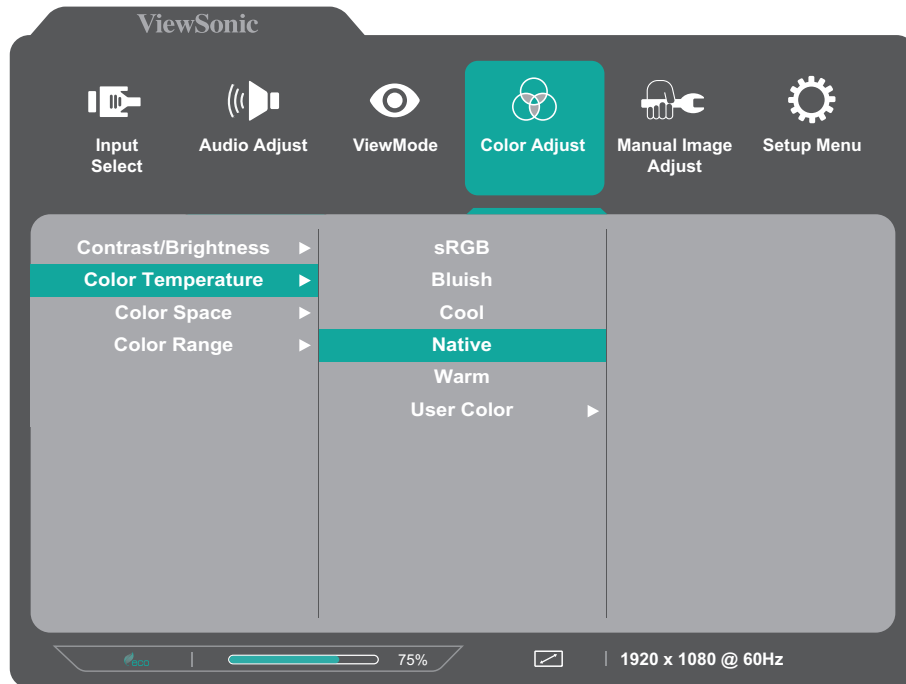 ViewSonic
Input
Select
Audio Adjust
ViewMode
Color Adjust
Manual Image
Adjust
Setup Menu
Contrast/Brightness
Color Temperature
Color Space
Color Range
sRGB
Bluish
Cool
Native
Warm
User Color
eco
75%
1920 x 1080 @ 60Hz